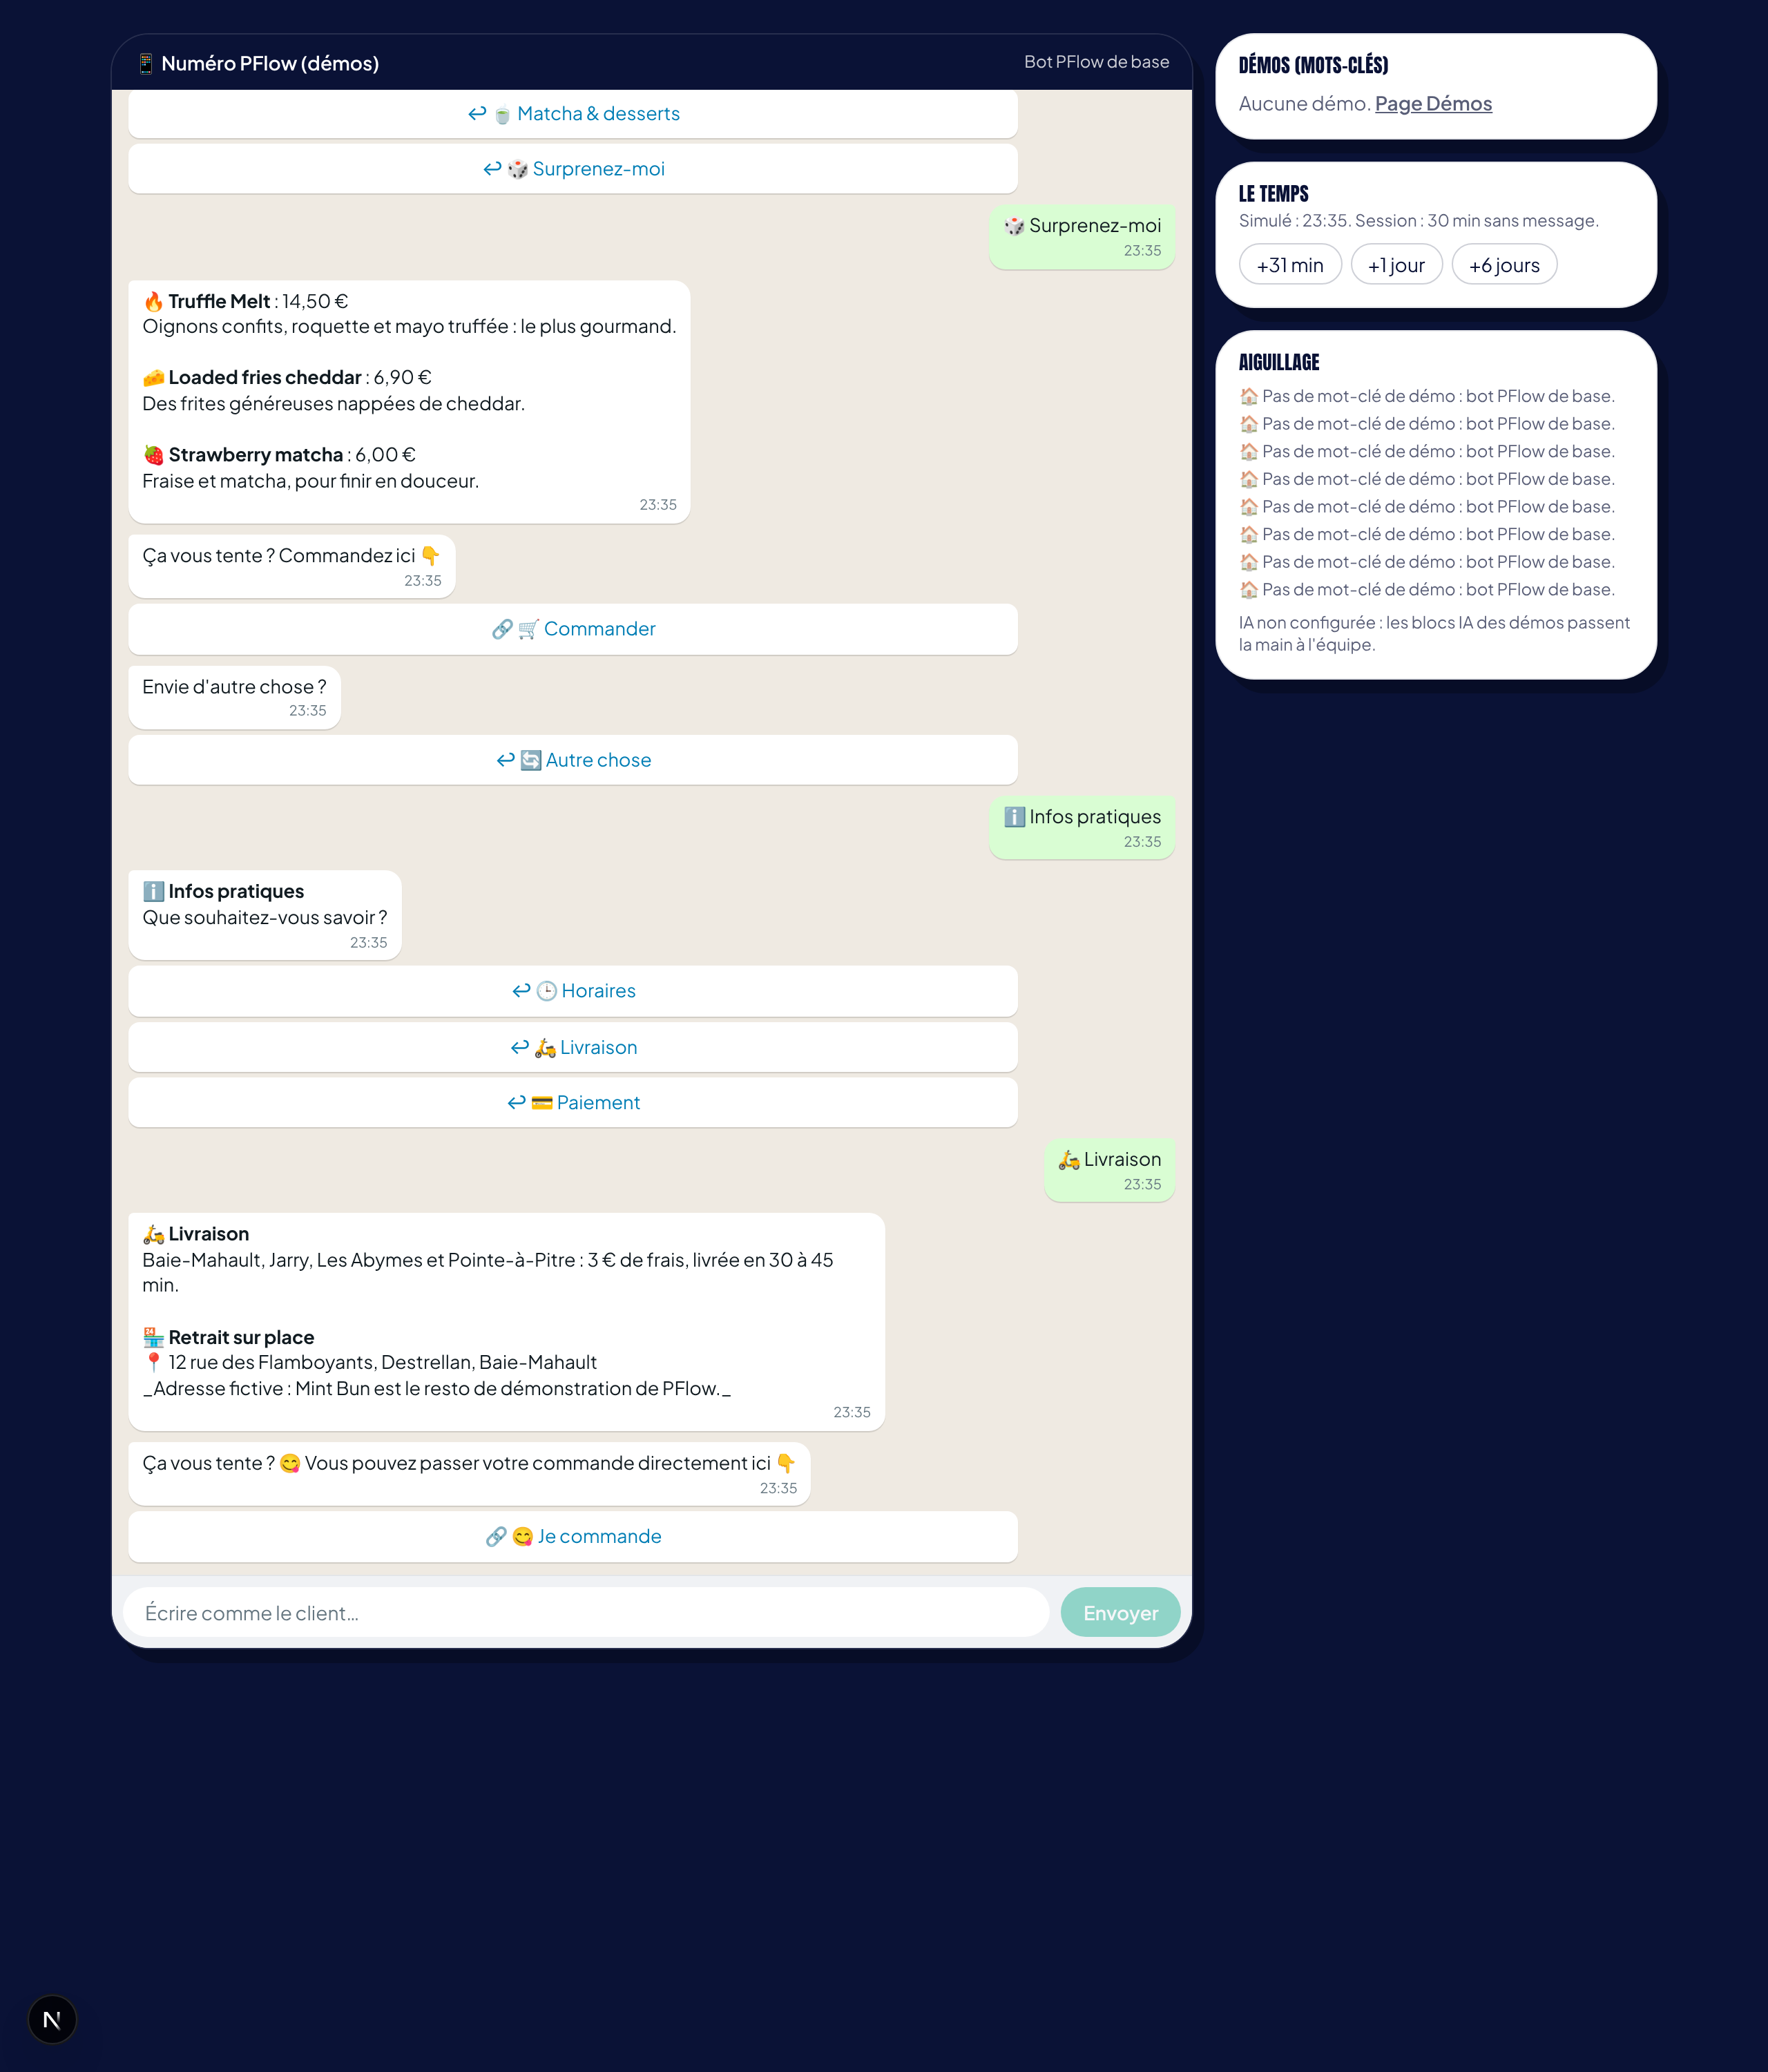 📱 Numéro PFlow (démos)
Bot PFlow de base
↩ 🍵 Matcha & desserts
↩ 🎲 Surprenez-moi
🎲 Surprenez-moi
23:35
🔥 Truffle Melt : 14,50 €
Oignons confits, roquette et mayo truffée : le plus gourmand.
🧀 Loaded fries cheddar : 6,90 €
Des frites généreuses nappées de cheddar.
🍓 Strawberry matcha : 6,00 €
Fraise et matcha, pour finir en douceur.
23:35
Ça vous tente ? Commandez ici 👇
23:35
🔗 🛒 Commander
Envie d'autre chose ?
23:35
↩ 🔄 Autre chose
ℹ️ Infos pratiques
23:35
ℹ️ Infos pratiques
Que souhaitez-vous savoir ?
23:35
↩ 🕒 Horaires
↩ 🛵 Livraison
↩ 💳 Paiement
🛵 Livraison
23:35
🛵 Livraison
Baie-Mahault, Jarry, Les Abymes et Pointe-à-Pitre : 3 € de frais, livrée en 30 à 45
min.
🏪 Retrait sur place
📍 12 rue des Flamboyants, Destrellan, Baie-Mahault
_Adresse fictive : Mint Bun est le resto de démonstration de PFlow._
23:35
Ça vous tente ? 😋 Vous pouvez passer votre commande directement ici 👇
23:35
🔗 😋 Je commande
Écrire comme le client…
Envoyer
DÉMOS (MOTS-CLÉS)
Aucune démo. Page Démos
LE TEMPS
Simulé : 23:35. Session : 30 min sans message.
+31 min
+1 jour
+6 jours
AIGUILLAGE
🏠 Pas de mot-clé de démo : bot PFlow de base.
🏠 Pas de mot-clé de démo : bot PFlow de base.
🏠 Pas de mot-clé de démo : bot PFlow de base.
🏠 Pas de mot-clé de démo : bot PFlow de base.
🏠 Pas de mot-clé de démo : bot PFlow de base.
🏠 Pas de mot-clé de démo : bot PFlow de base.
🏠 Pas de mot-clé de démo : bot PFlow de base.
🏠 Pas de mot-clé de démo : bot PFlow de base.
IA non configurée : les blocs IA des démos passent
la main à l'équipe.
N